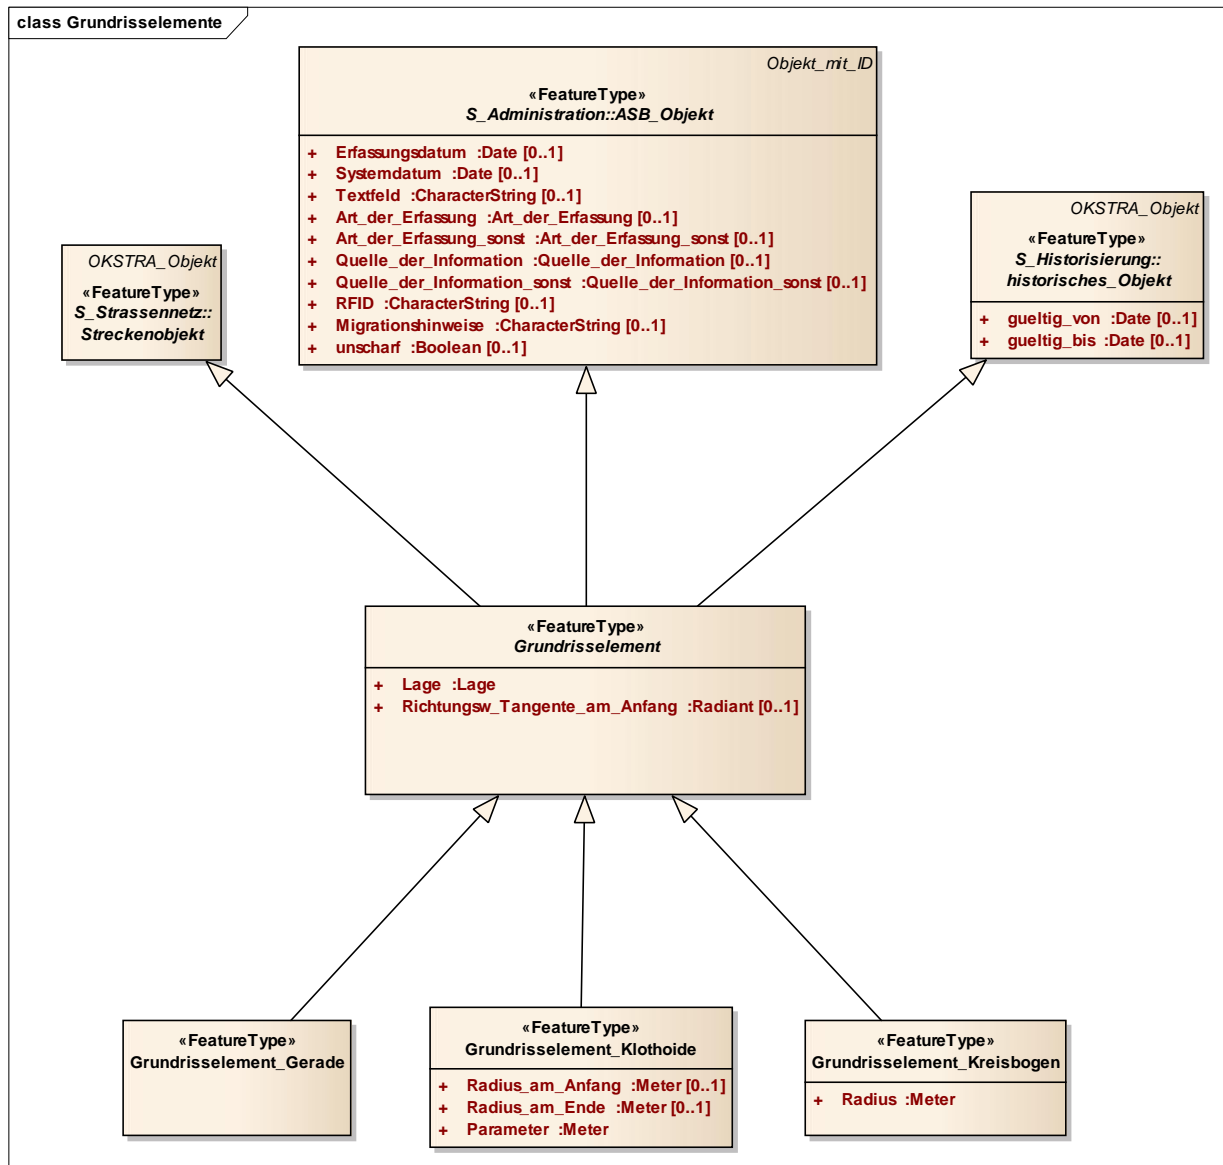 class Grundrisselemente
Objekt_mit_ID
«FeatureType»
S_Administration::ASB_Objekt
+ Erfassungsdatum :Date [0..1]
+ Systemdatum :Date [0..1]
+ Textfeld :CharacterString [0..1]
+ Art_der_Erfassung :Art_der_Erfassung [0..1]
+ Art_der_Erfassung_sonst :Art_der_Erfassung_sonst [0..1]
+ Quelle_der_Information :Quelle_der_Information [0..1]
+ Quelle_der_Information_sonst :Quelle_der_Information_sonst [0..1]
+ RFID :CharacterString [0..1]
+ Migrationshinweise :CharacterString [0..1]
+ unscharf :Boolean [0..1]
OKSTRA_Objekt
«FeatureType»
S_Strassennetz::
Streckenobjekt
OKSTRA_Objekt
«FeatureType»
S_Historisierung::
historisches_Objekt
+ gueltig_von :Date [0..1]
+ gueltig_bis :Date [0..1]
«FeatureType»
Grundrisselement
+ Lage :Lage
+ Richtungsw_Tangente_am_Anfang :Radiant [0..1]
«FeatureType»
Grundrisselement_Gerade
«FeatureType»
Grundrisselement_Klothoide
+ Radius_am_Anfang :Meter [0..1]
+ Radius_am_Ende :Meter [0..1]
+ Parameter :Meter
«FeatureType»
Grundrisselement_Kreisbogen
+ Radius :Meter